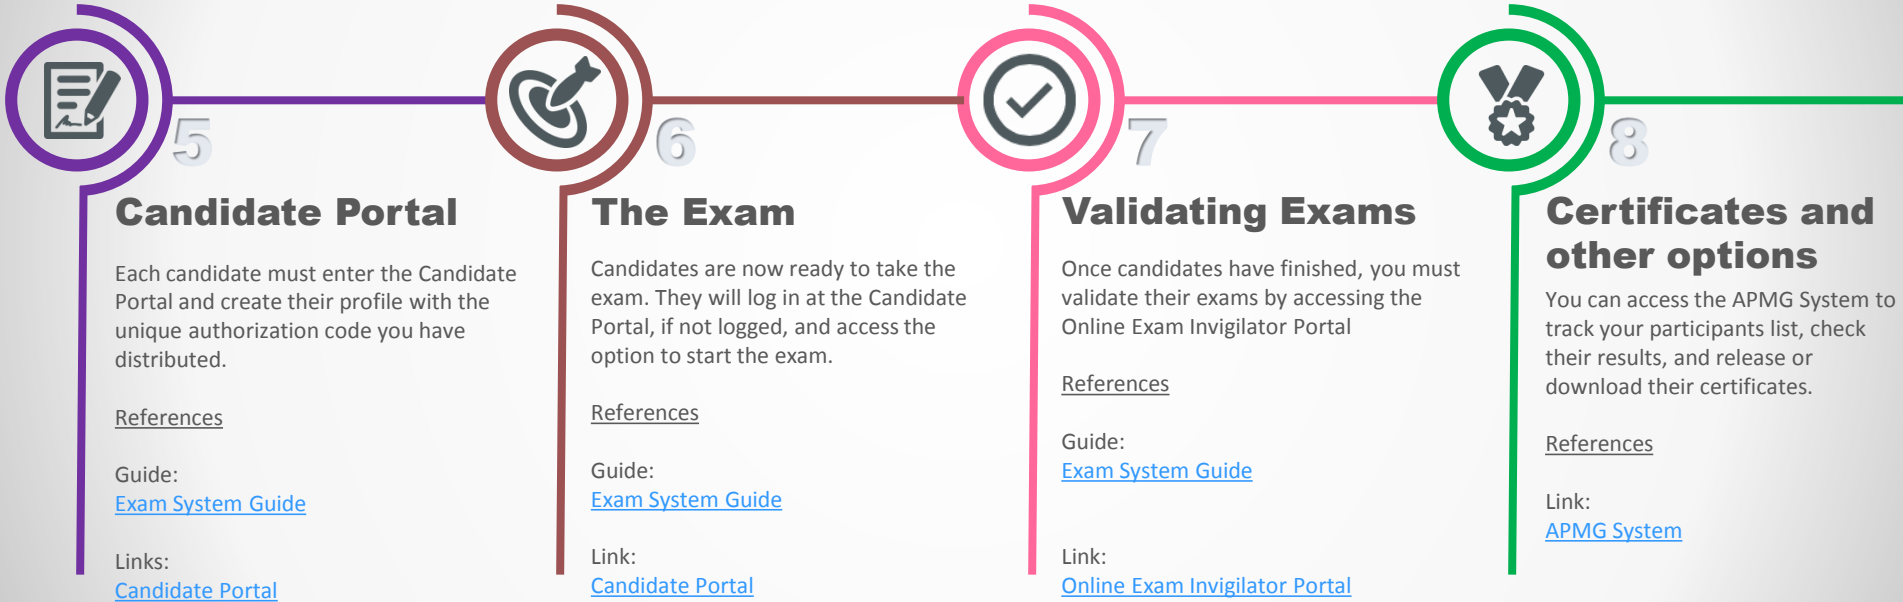 5
Candidate Portal
Each candidate must enter the Candidate
Portal and create their profile with the
unique authorization code you have
distributed.
References
Guide:
Exam System Guide
Links:
Candidate Portal
6
The Exam
Candidates are now ready to take the
exam. They will log in at the Candidate
Portal, if not logged, and access the
option to start the exam.
References
Guide:
Exam System Guide
Link:
Candidate Portal
7
Validating Exams
Once candidates have finished, you must
validate their exams by accessing the
Online Exam Invigilator Portal
References
Guide:
Exam System Guide
Link:
Online Exam Invigilator Portal
8
Certificates and
other options
You can access the APMG System to
track your participants list, check
their results, and release or
download their certificates.
References
Link:
APMG System